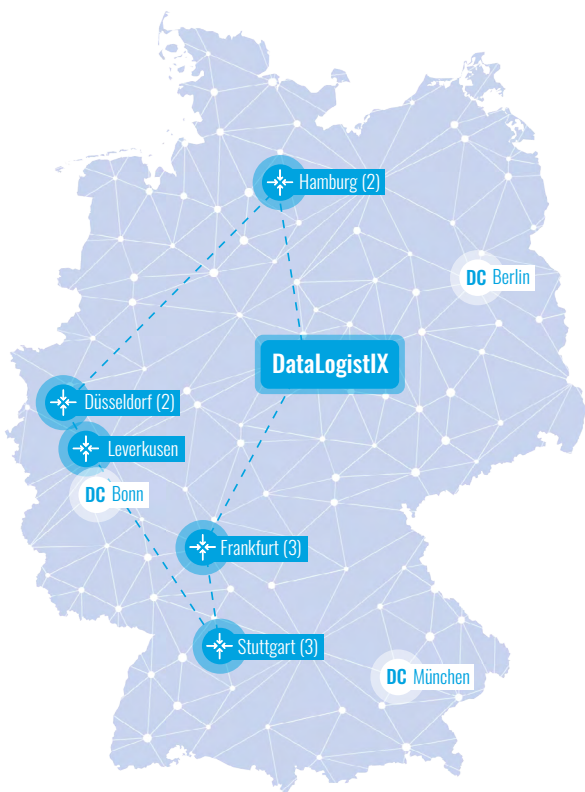 Hamburg (2)
DC Berlin
DataLogistIX
Düsseldorf (2)
Leverkusen
DC Bonn
Frankfurt (3)
Stuttgart (3)
DC München